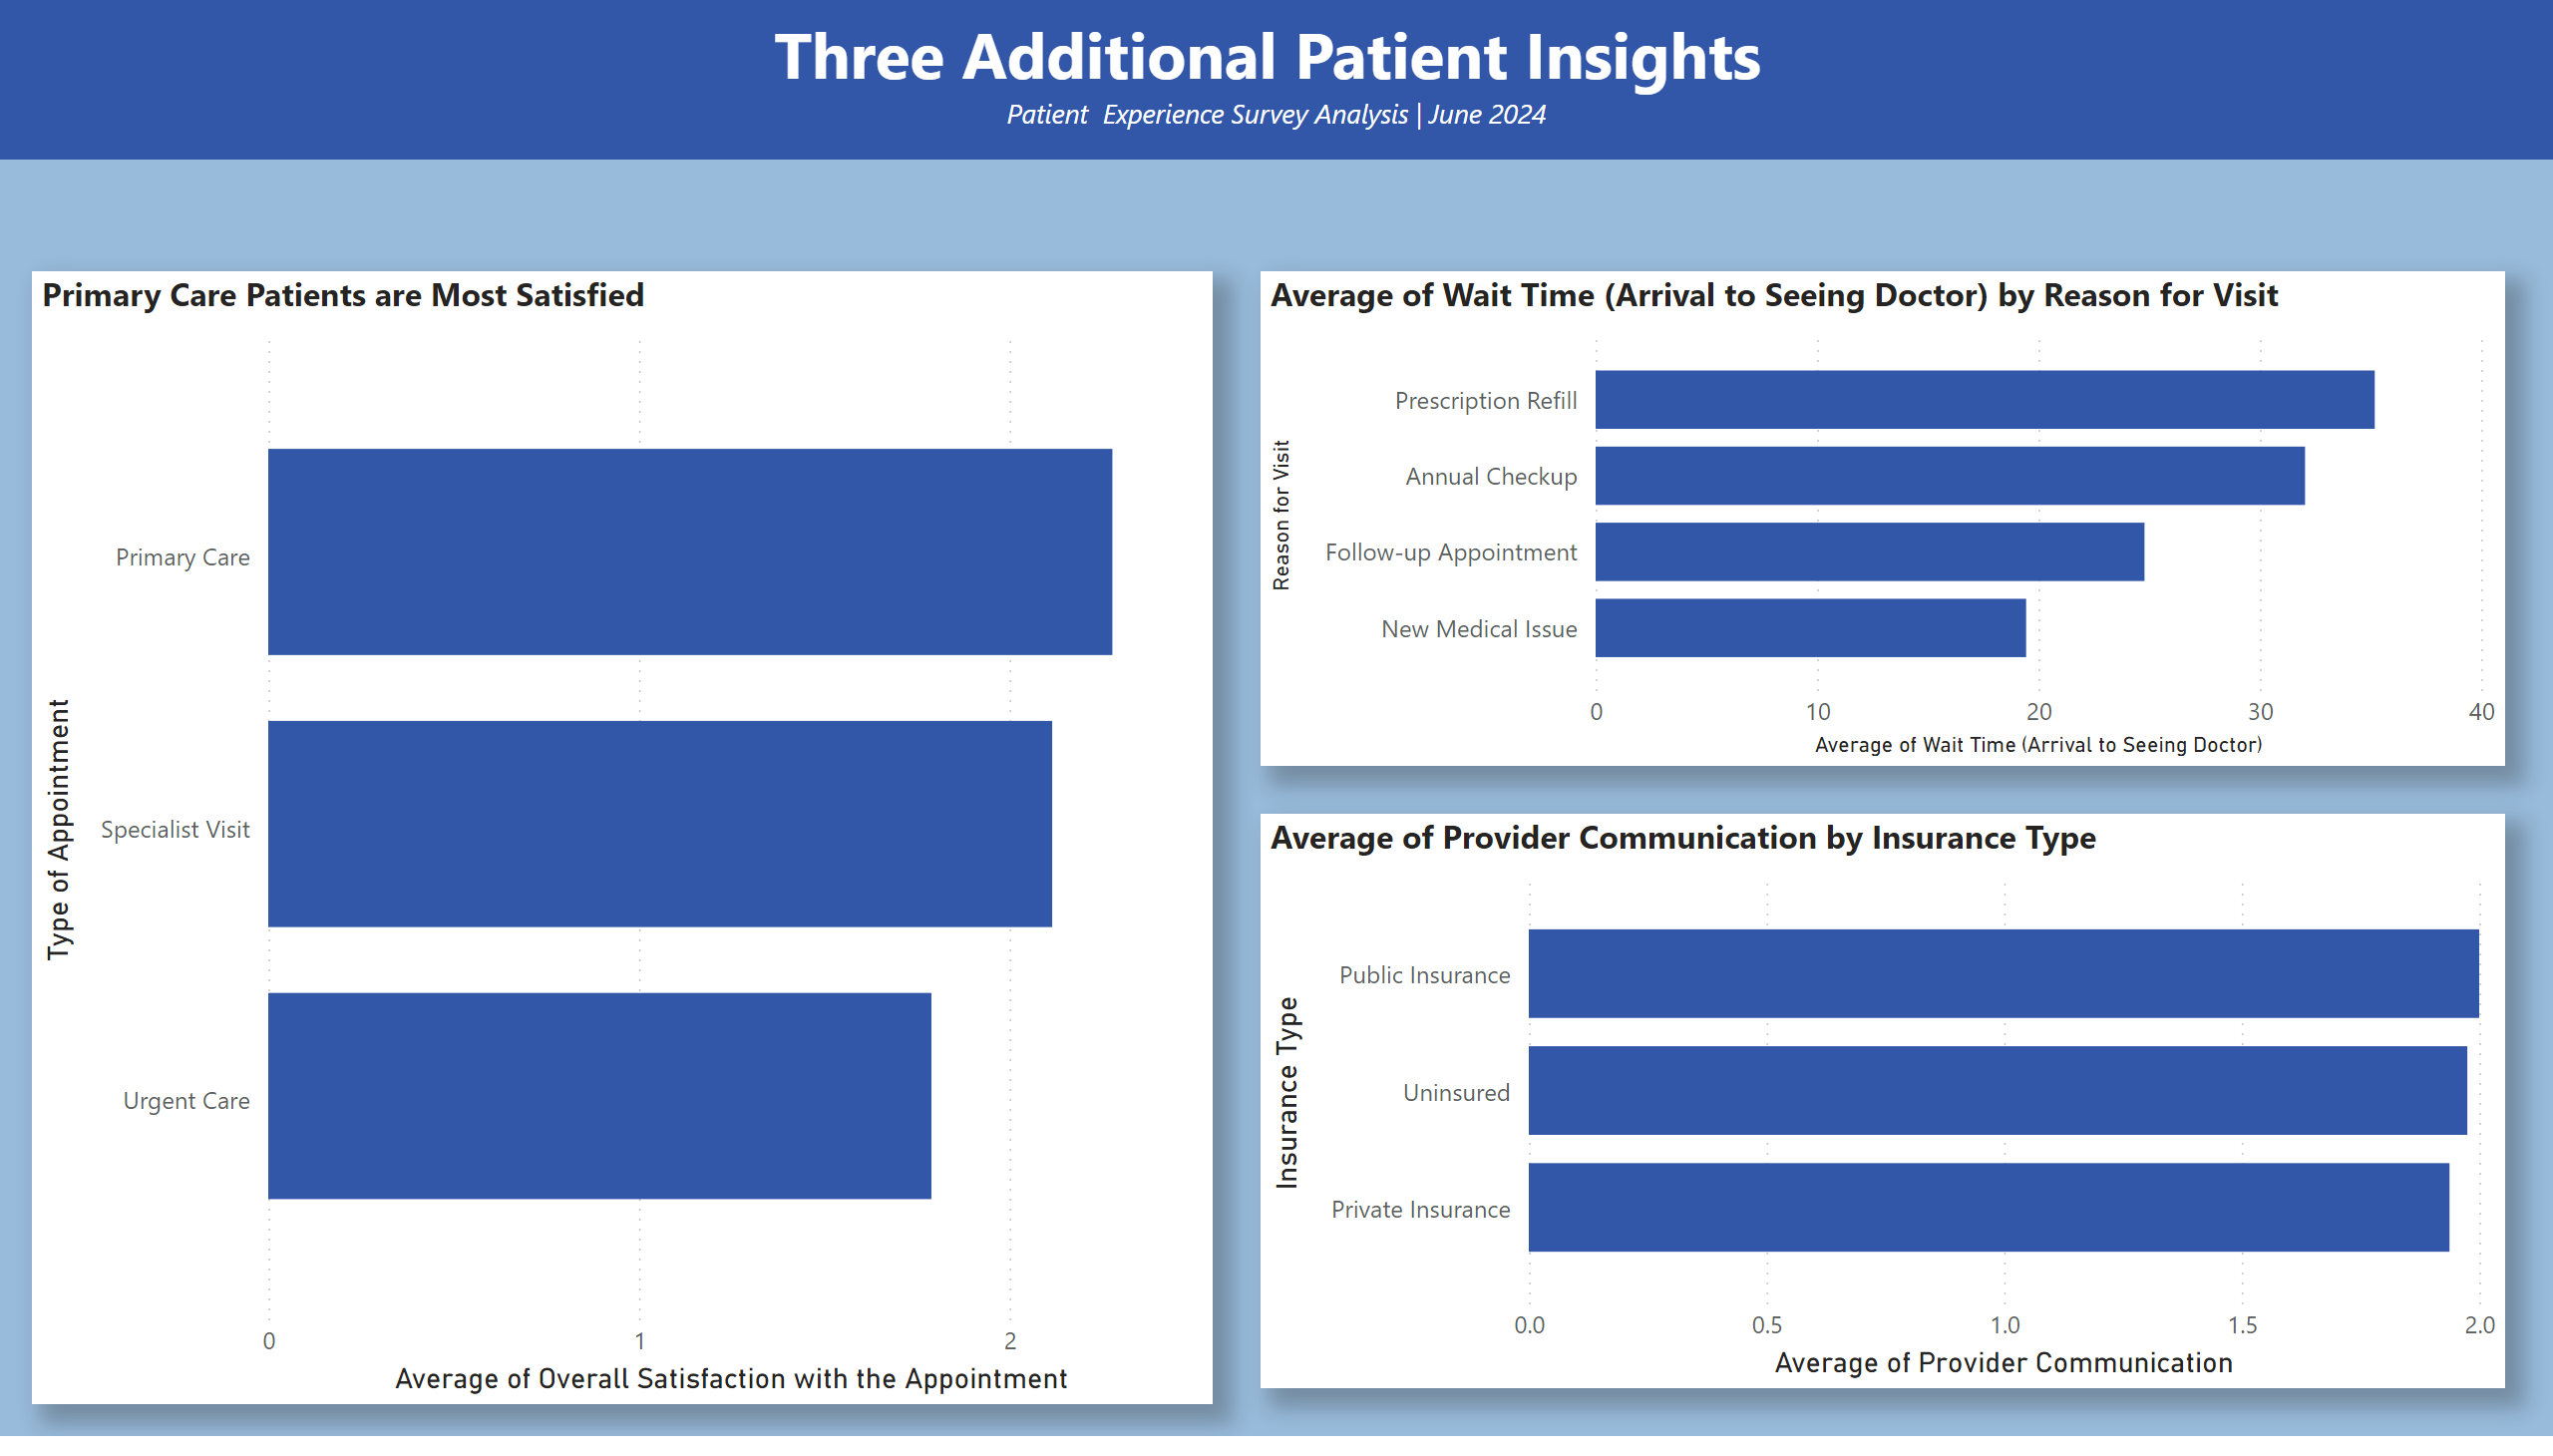 Three Additional Patient Insights
Patient  Experience Survey Analysis | June 2024
Primary Care Patients are Most Satisfied
Type of Appointment
Primary Care
Specialist Visit
Urgent Care
0 1 2
Average of Overall Satisfaction with the Appointment
Average of Wait Time (Arrival to Seeing Doctor) by Reason for Visit
Reason for Visit
Prescription Refill
Annual Checkup
Follow-up Appointment
New Medical Issue
0 10 20 30 40
Average of Wait Time (Arrival to Seeing Doctor)
Average of Provider Communication by Insurance Type
Insurance Type
Public Insurance
Uninsured
Private Insurance
0.0 0.5 1.0 1.5 2.0
Average of Provider Communication